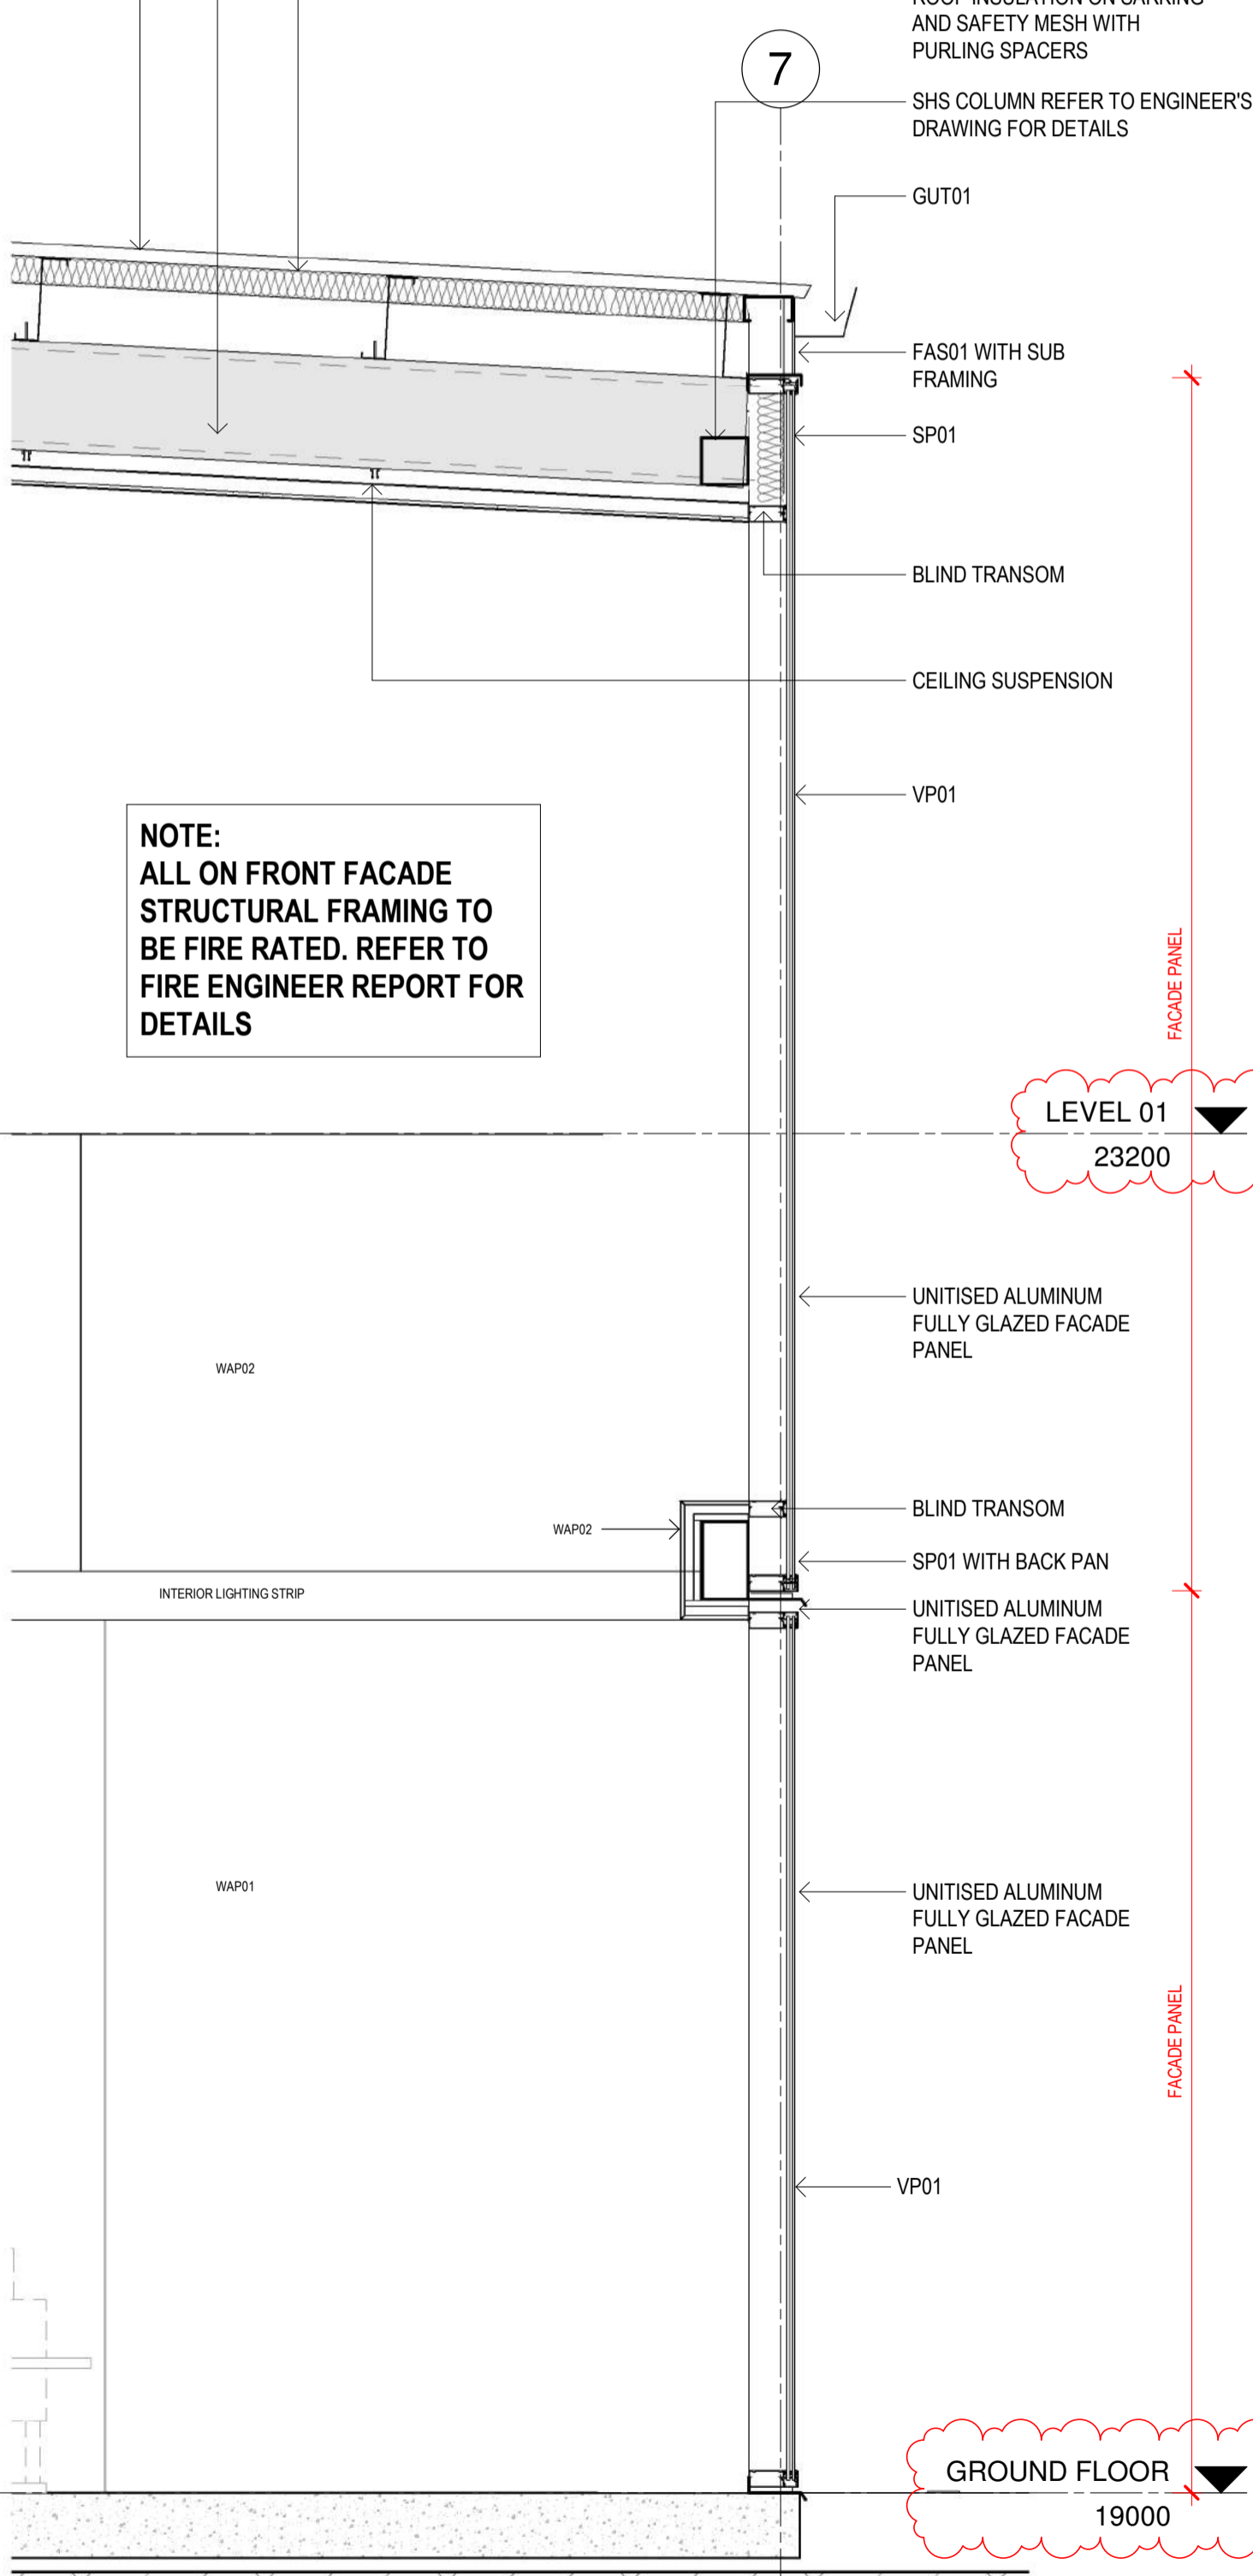 ROOF INSULATION ON SARKING
AND SAFETY MESH WITH
PURLING SPACERS
7
SHS COLUMN REFER TO ENGINEER'S
DRAWING FOR DETAILS
GUT01
FAS01 WITH SUB
FRAMING
SP01
BLIND TRANSOM
CEILING SUSPENSION
VP01
NOTE:
ALL ON FRONT FACADE
STRUCTURAL FRAMING TO
BE FIRE RATED. REFER TO
FIRE ENGINEER REPORT FOR
DETAILS
FACADE PANEL
LEVEL 01
23200
UNITISED ALUMINUM
FULLY GLAZED FACADE
PANEL
WAP02
BLIND TRANSOM
WAP02
SP01 WITH BACK PAN
INTERIOR LIGHTING STRIP
UNITISED ALUMINUM
FULLY GLAZED FACADE
PANEL
WAP01
UNITISED ALUMINUM
FULLY GLAZED FACADE
PANEL
FACADE PANEL
VP01
GROUND FLOOR
19000